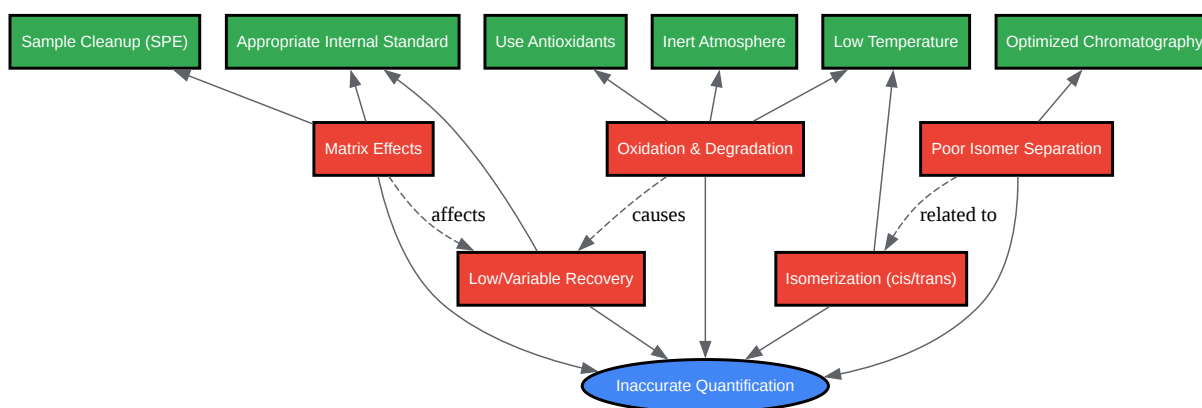 Sample Cleanup (SPE)
Appropriate Internal Standard
Use Antioxidants
Inert Atmosphere
Low Temperature
Optimized Chromatography
Matrix Effects
Oxidation & Degradation
Poor Isomer Separation
affects
causes
related to
Low/Variable Recovery
Isomerization (cis/trans)
Inaccurate Quantification